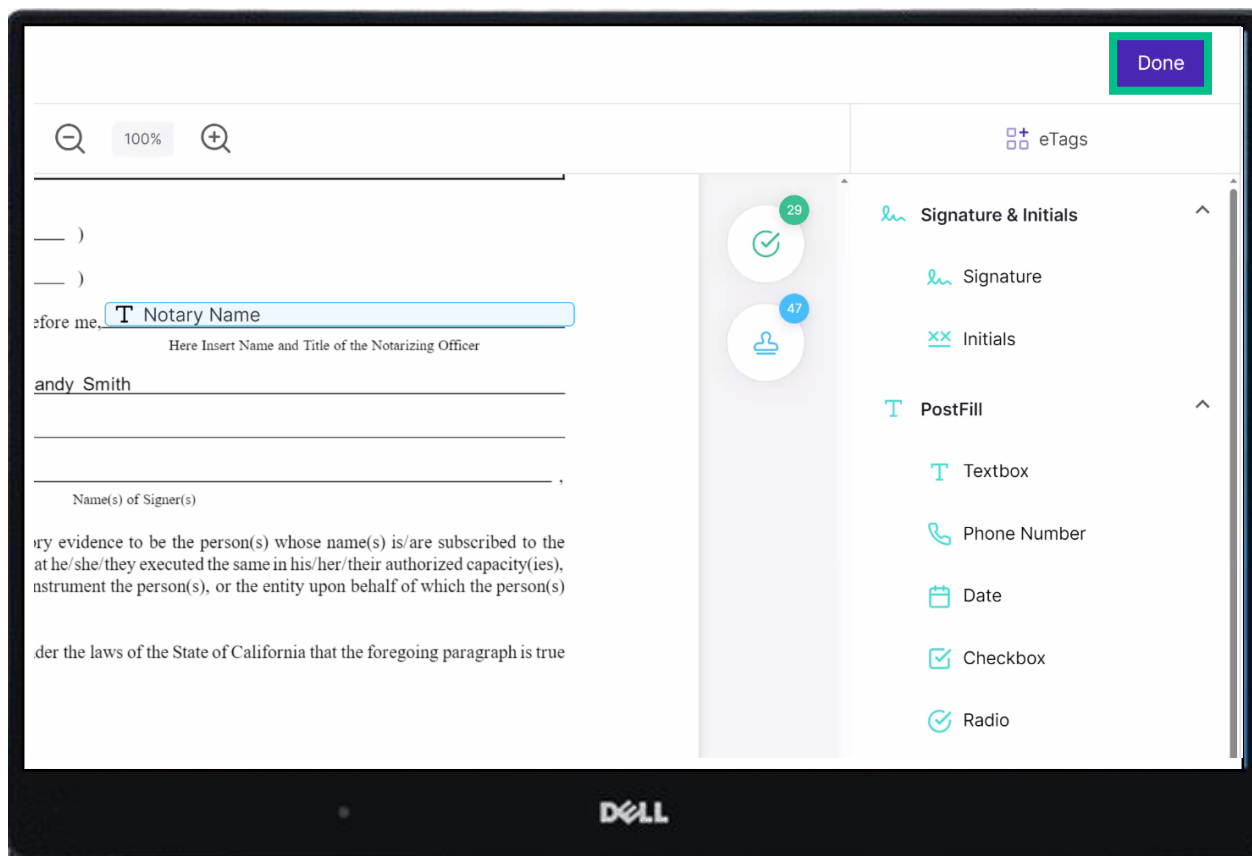 Done
100%
eTags
)
)
efore me, T Notary Name
Here Insert Name and Title of the Notarizing Officer
andy Smith
,
Name(s) of Signer(s)
ry evidence to be the person(s) whose name(s) is/are subscribed to the
at he/she/they executed the same in his/her/their authorized capacity(ies),
nstrument the person(s), or the entity upon behalf of which the person(s)
der the laws of the State of California that the foregoing paragraph is true
29
47
Signature & Initials
Signature
Initials
T PostFill
T Textbox
Phone Number
Date
Checkbox
Radio
DELL